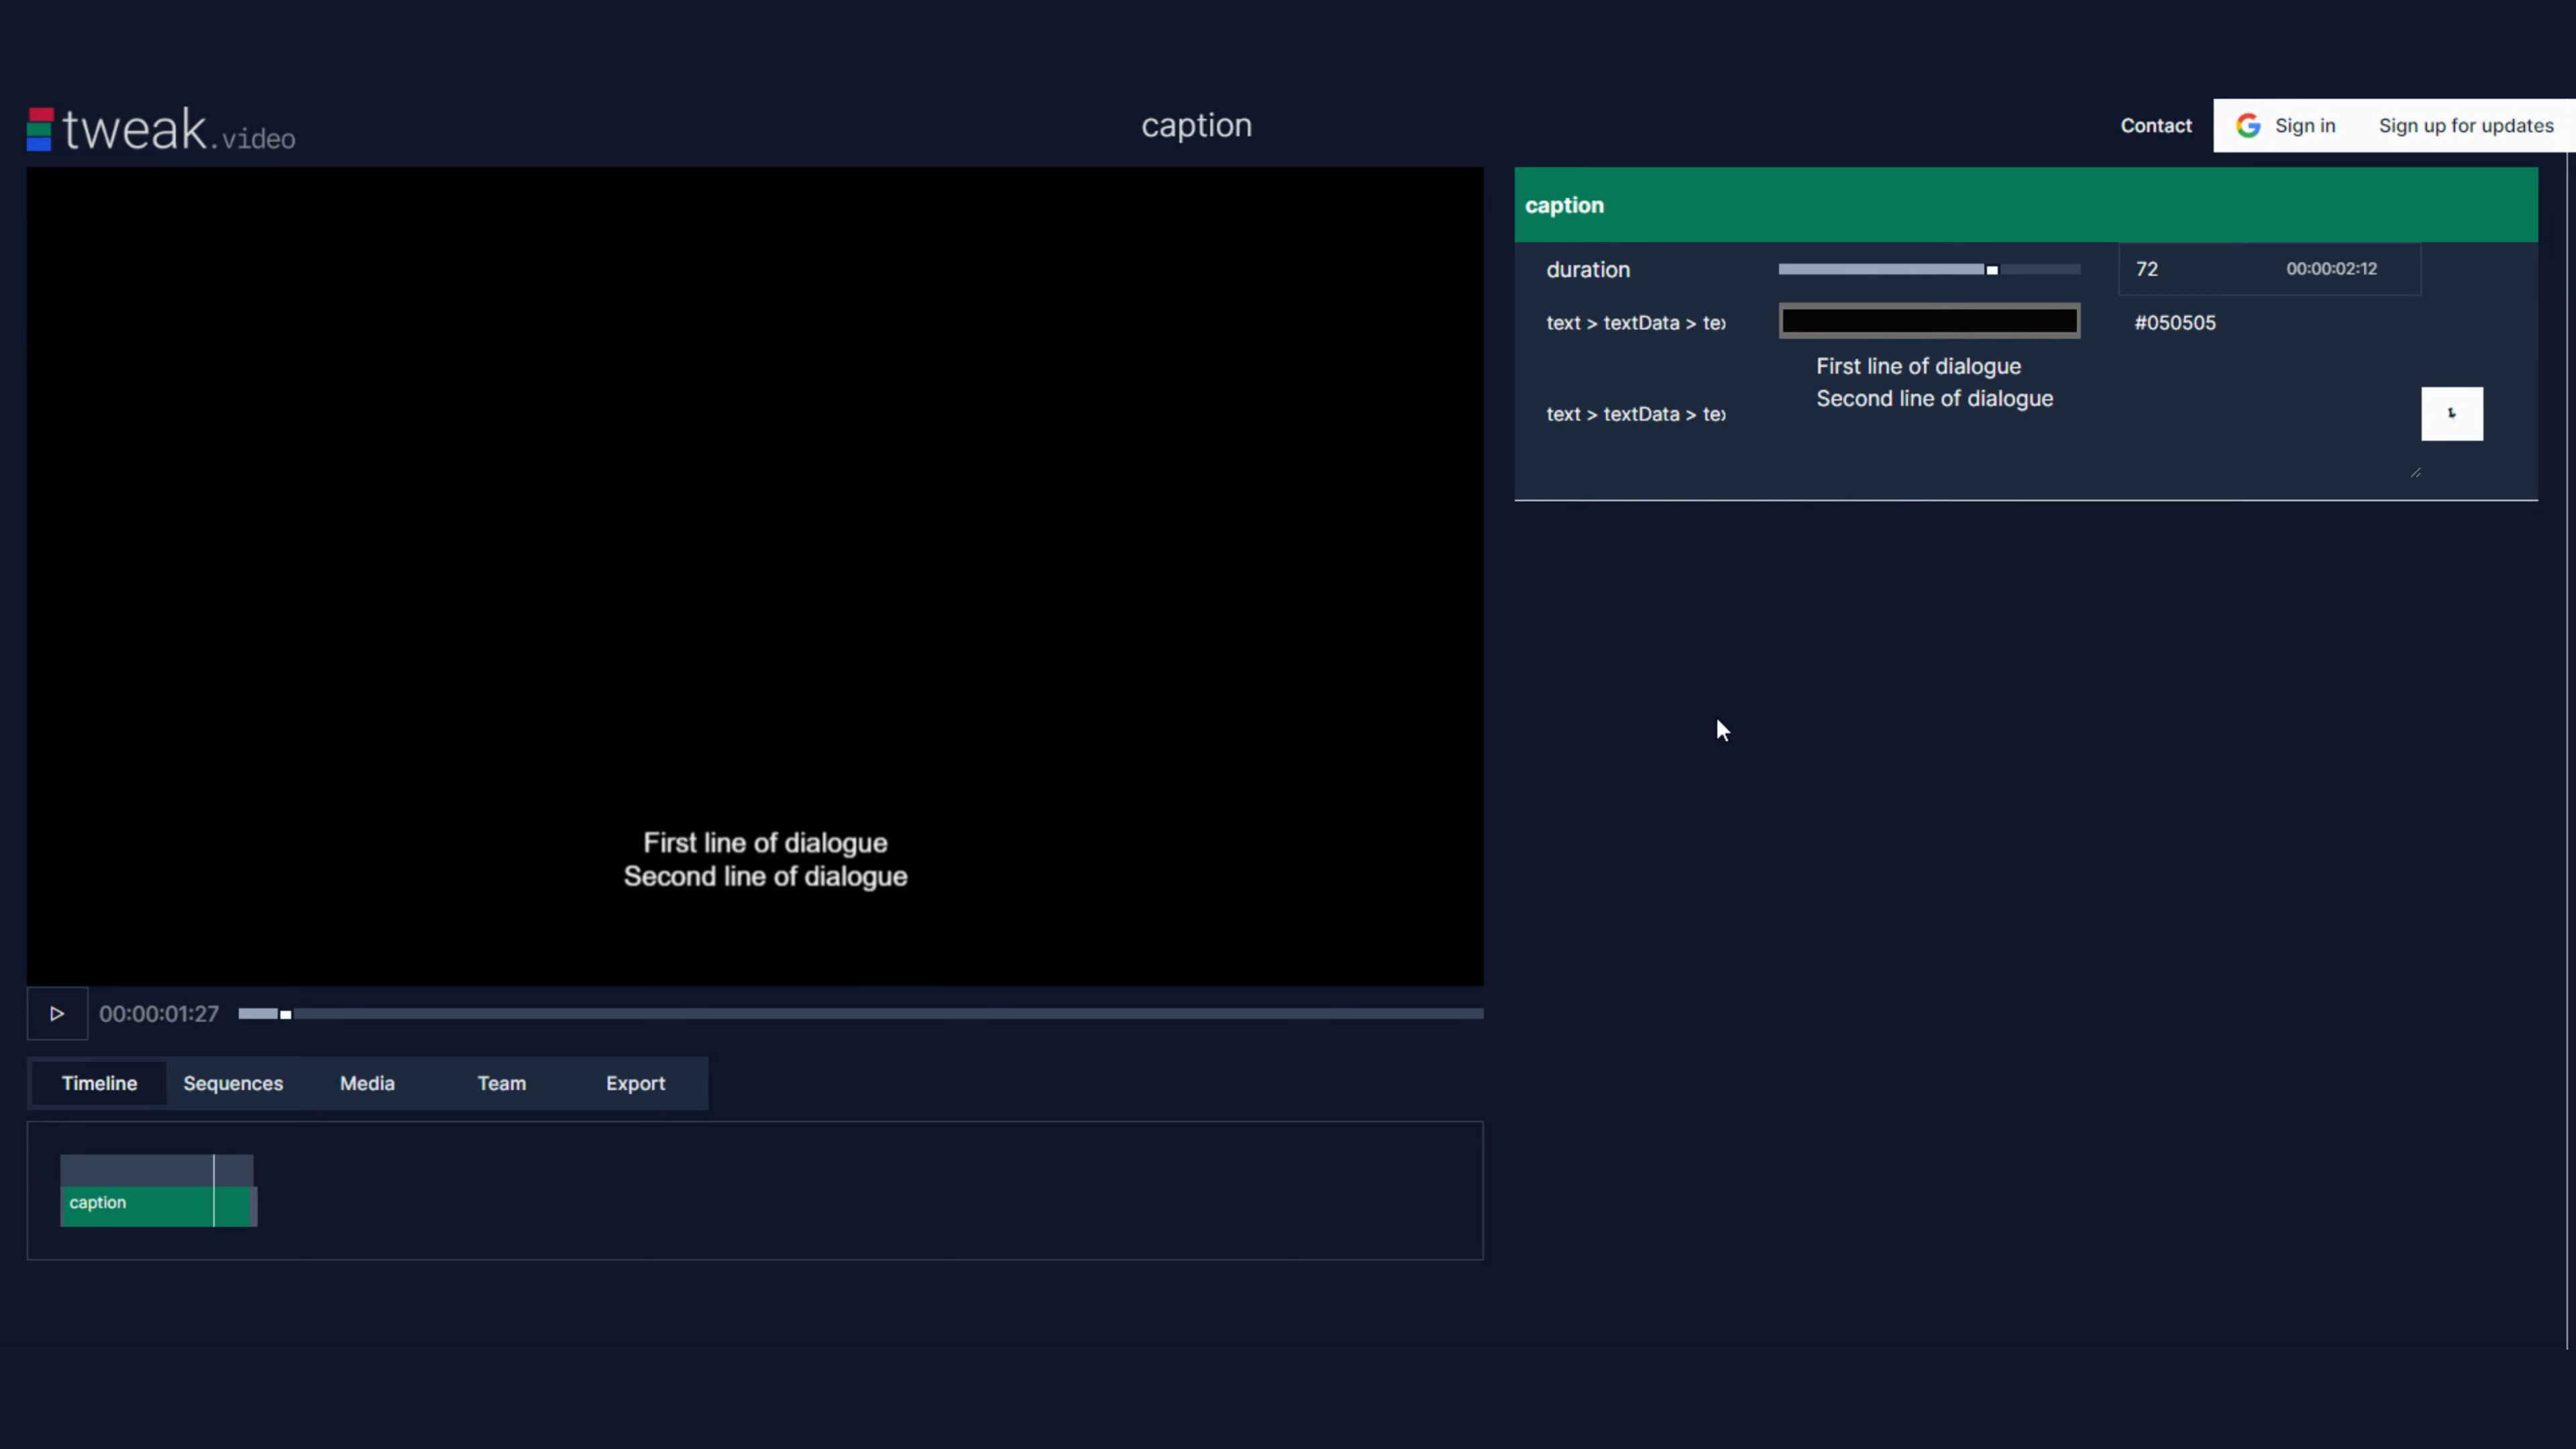 tweak.video
caption
Contact
Sign in
Sign up for updates
caption
duration
72
00:00:02:12
text > textData > tex
#050505
First line of dialogue
Second line of dialogue
text > textData > tex
First line of dialogue
Second line of dialogue
00:00:01:27
Timeline
Sequences
Media
Team
Export
caption